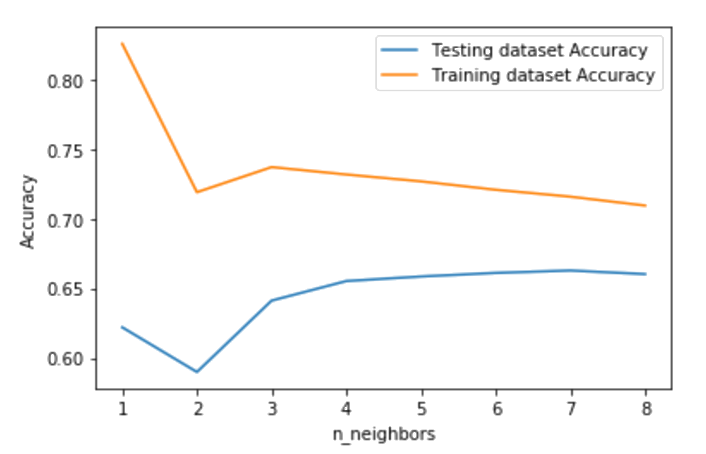 Testing dataset Accuracy
Training dataset Accuracy
0.80
0.75
0.70
0.65
0.60
Accuracy
1 2 3 4 5 6 7 8
n_neighbors